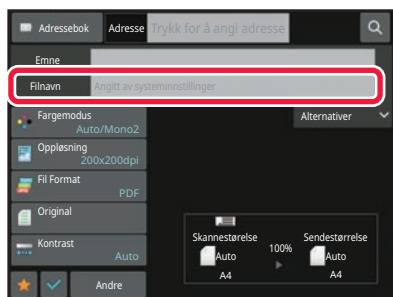 Adressebok Adresse Trykk for å angi adresse
Emne
Filnavn Angitt av systeminnstillinger
Fargemodus
Auto/Mono2
Alternativer
Oppløsning
200x200dpi
Fil Format
PDF
Original
Kontrast
Auto
Skannestørelse 100% Sendestørrelse
Auto Auto
A4 A4
Andre